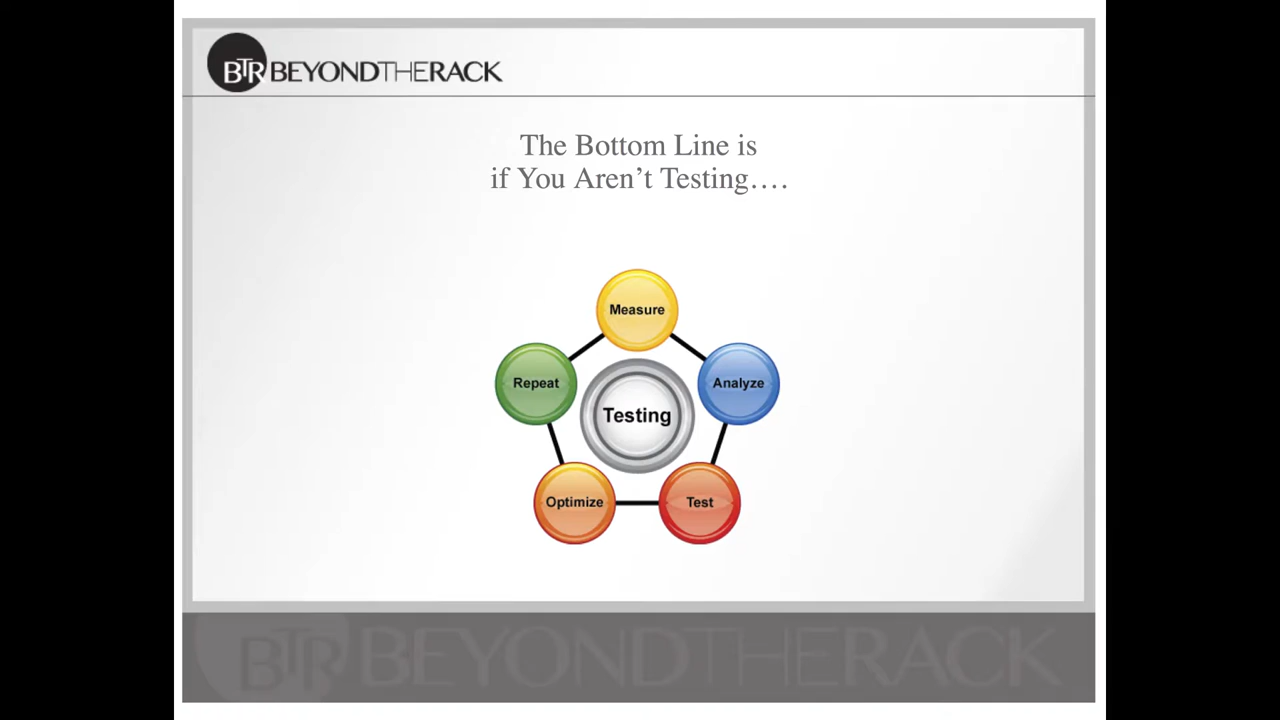 BTR BEYONDTHERACK
The Bottom Line is
if You Aren’t Testing….
Measure
Repeat
Analyze
Testing
Optimize
Test
BTR BEYONDTHERACK